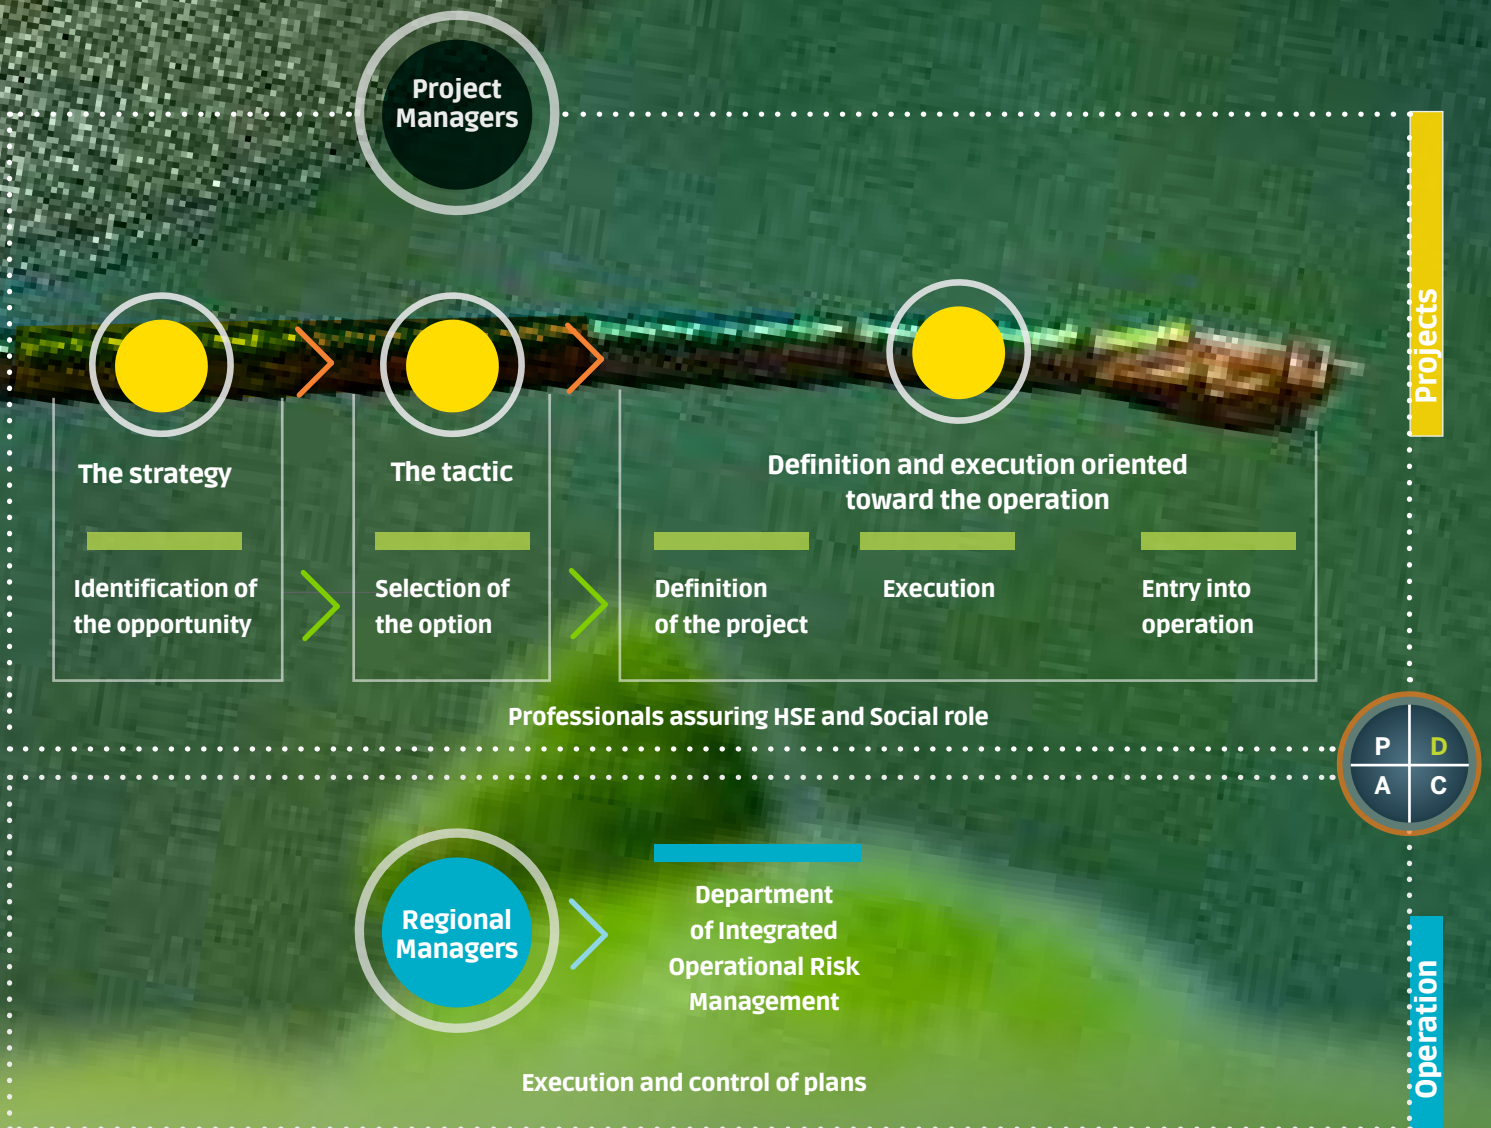 Project
Managers
Projects
The strategy
The tactic
Definition and execution oriented
toward the operation
Identification of
the opportunity
Selection of
the option
Definition
of the project
Execution
Entry into
operation
Professionals assuring HSE and Social role
P D
A C
Regional
Managers
Department
of Integrated
Operational Risk
Management
Operation
Execution and control of plans